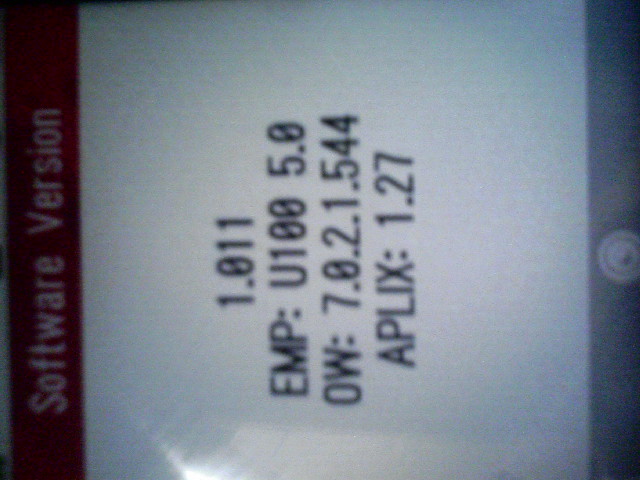 Software Version
1.011
EMP: U100 5.0
OW: 7.0.2.1.544
APLIX: 1.27